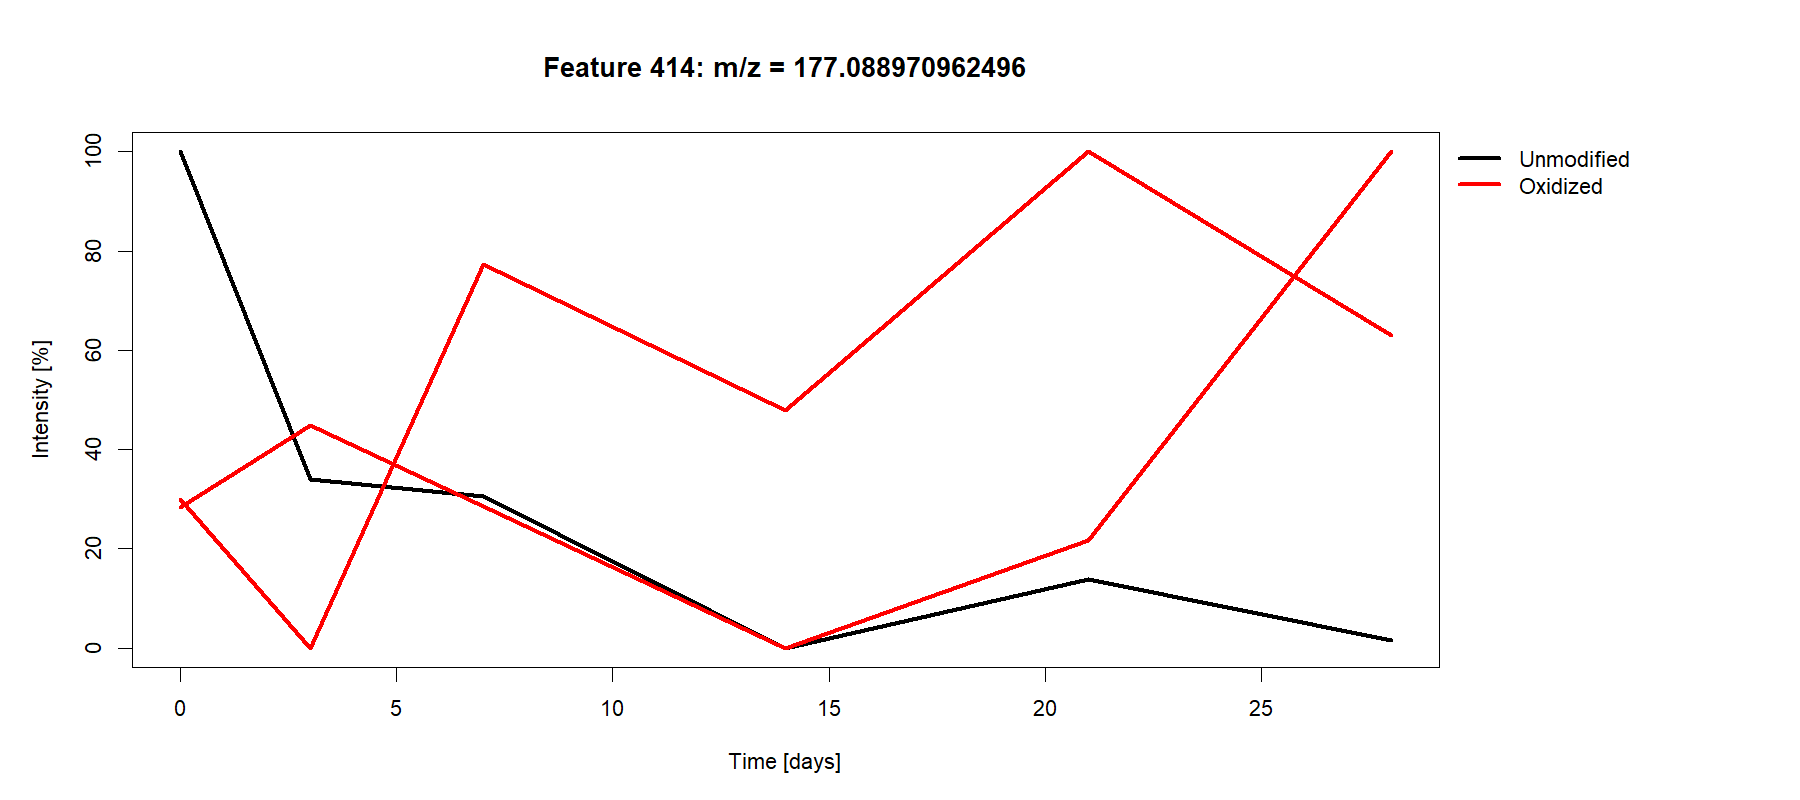 Feature 414: m/z = 177.088970962496
100
80
60
40
20
0
Intensity [%]
0 5 10 15 20 25
Time [days]
Unmodified
Oxidized